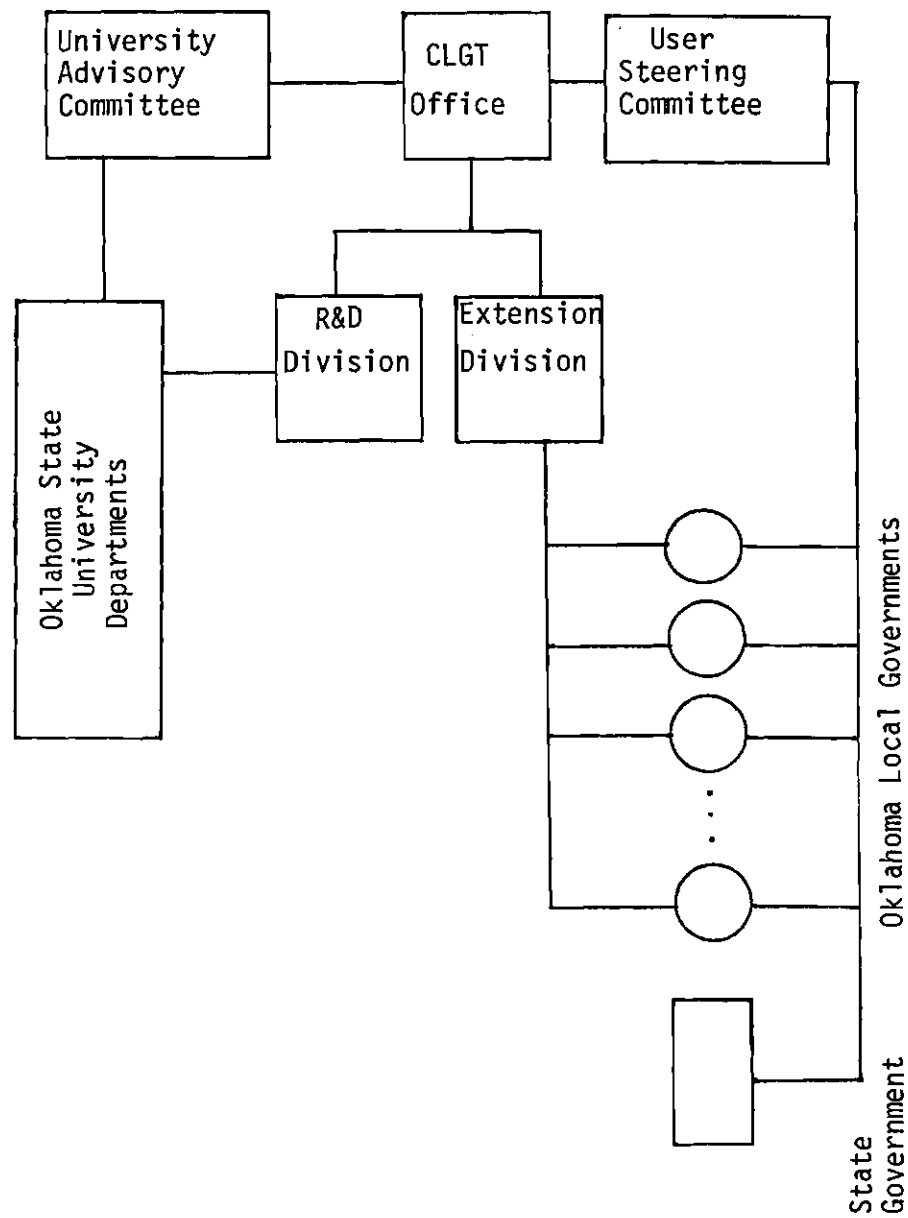 University
Advisory
Committee
CLGT
Office
User
Steering
Committee
R&D
Division
Extension
Division
Oklahoma State
University
Departments
Oklahoma Local Governments
State
Government